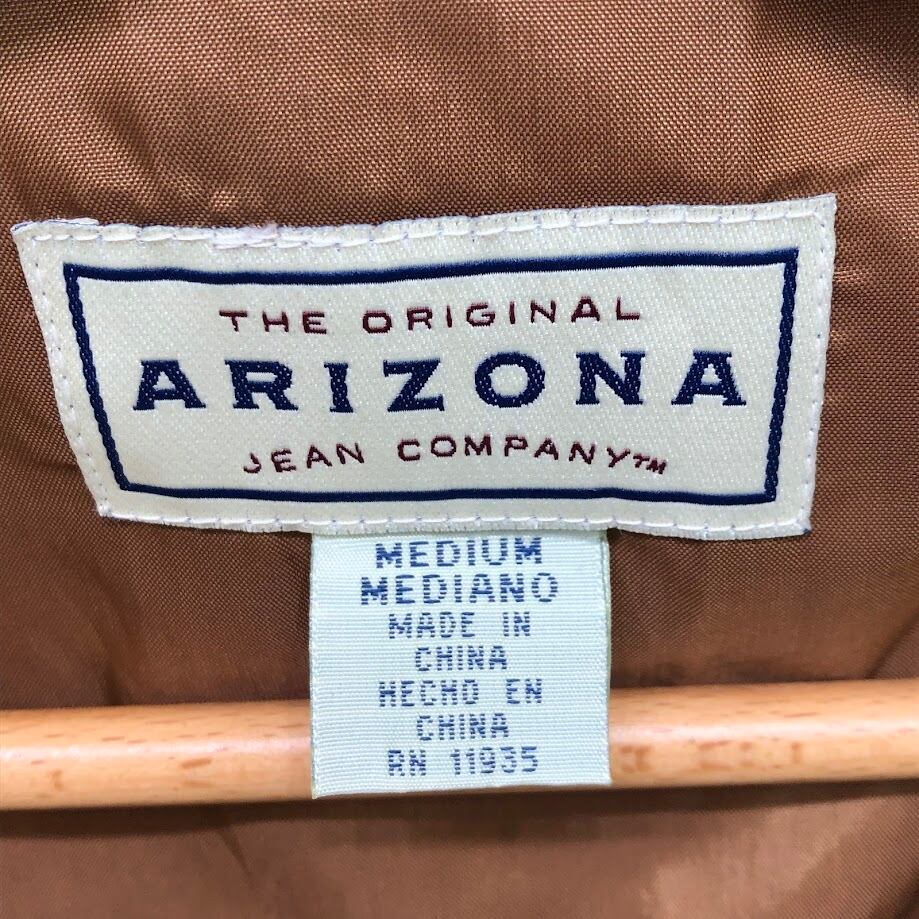 THE ORIGINAL
ARIZONA
JEAN COMPANY™
MEDIUM
MEDIANO
MADE IN
CHINA
HECHO EN
CHINA
RN 11935